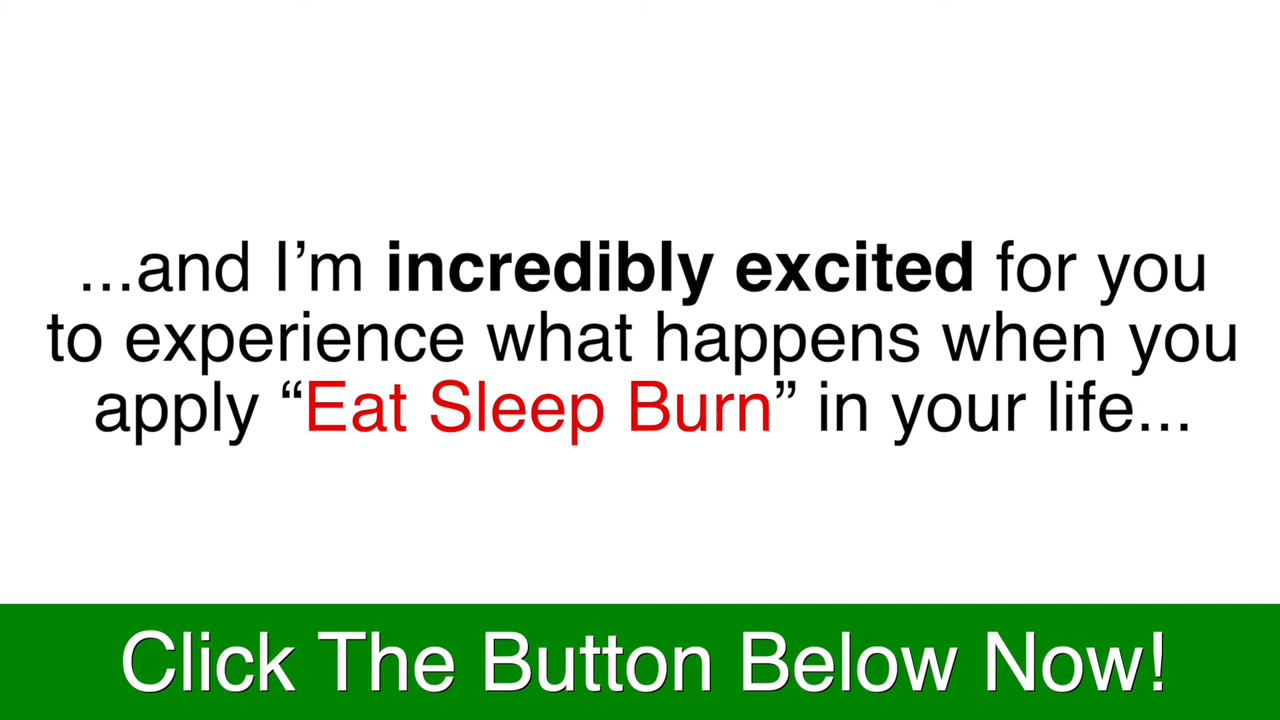 ...and I’m incredibly excited for you
to experience what happens when you
apply “Eat Sleep Burn” in your life...
Click The Button Below Now!